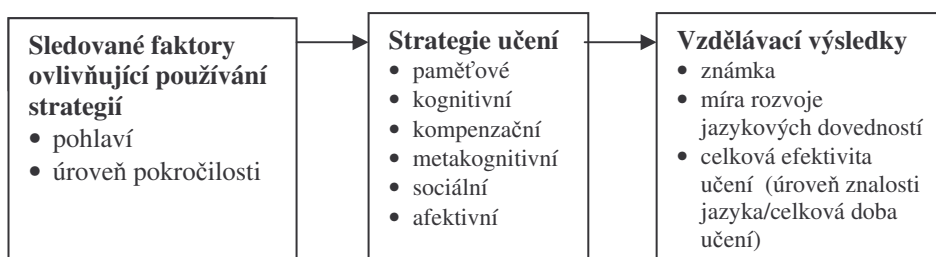 Sledované faktory
ovlivňující používání
strategií
• pohlaví
• úroveň pokročilosti
Strategie učení
• paměťové
• kognitivní
• kompenzační
• metakognitivní
• sociální
• afektivní
Vzdělávací výsledky
• známka
• míra rozvoje
jazykových dovedností
• celková efektivita
učení (úroveň znalosti
jazyka/celková doba
učení)